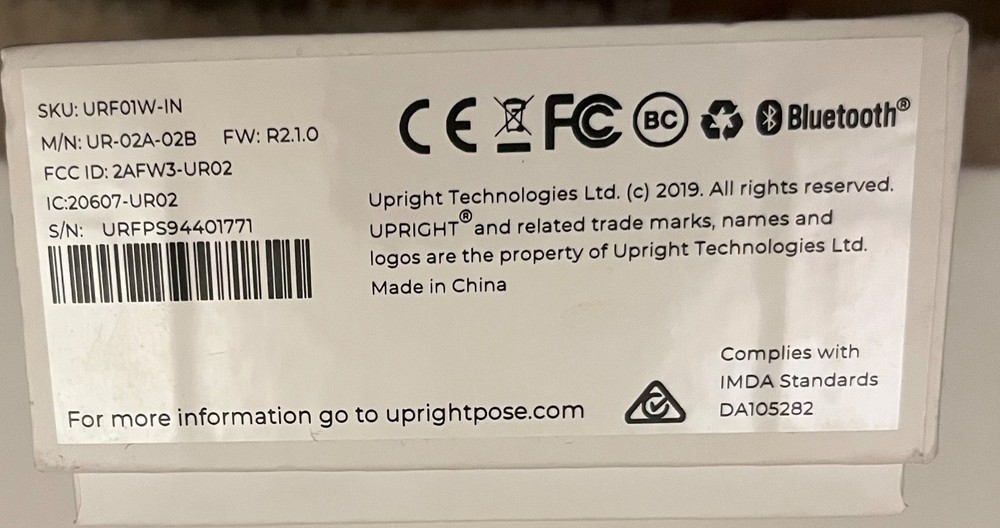 SKU: URF01W-IN
M/N: UR-02A-02B FW: R2.1.0
FCC ID: 2AFW3-UR02
IC:20607-UR02
S/N: URFPS94401771
CE FC BC Bluetooth®
Upright Technologies Ltd. (c) 2019. All rights reserved.
UPRIGHT® and related trade marks, names and
logos are the property of Upright Technologies Ltd.
Made in China
Complies with
IMDA Standards
DA105282
For more information go to uprightpose.com